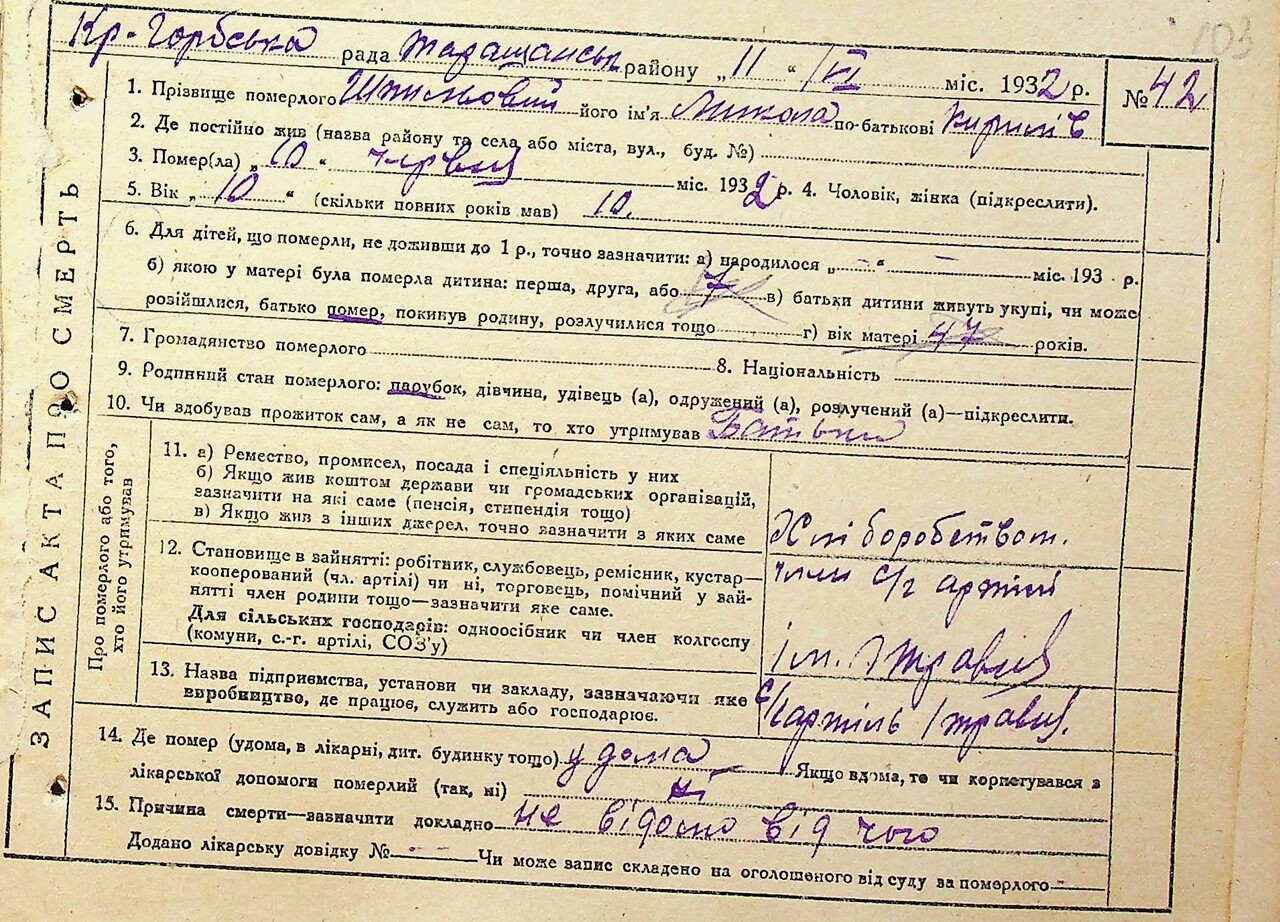 103
Кр-Горбська рада Таращанськ району „ 11 “ /VI міс. 1932 р. № 42
ЗАПИС АКТА ПРО СМЕРТЬ
1. Прізвище померлого його ім'я Микола по-батькові Кирилів
2. Де постійно жив (назва району та села або міста, вул., буд. №)
3. Помер(ла) „ 10 “ червня міс. 1932 р. 4. Чоловік, жінка (підкреслити).
5. Вік „ 10 “ (скільки повних років мав) 10.
6. Для дітей, що померли, не доживши до 1 р., точно зазначити: а) народилося „ - “ - міс. 193 р.
б) якою у матері була померла дитина: перша, друга, або 7 в) батьки дитини живуть укупі, чи може
розійшлися, батько помер, покинув родину, розлучилися тощо г) вік матері 47 років.
7. Громадянство померлого 8. Національність
9. Родинний стан померлого: парубок, дівчина, удівець (а), одружений (а), розлучений (а)—підкреслити.
10. Чи здобував прожиток сам, а як не сам, то хто утримував Батьки
Про померлого або того,
хто його утримував
11. а) Ремество, промисел, посада і спеціяльність у них
б) Якщо жив коштом держави чи громадських організацій,
зазначити на які саме (пенсія, стипендія тощо)
в) Якщо жив з інших джерел, точно зазначити з яких саме
Хліборобством.
12. Становище в зайнятті: робітник, службовець, ремісник, кустар—
кооперований (чл. артілі) чи ні, торговець, помічний у зай-
нятті член родини тощо—зазначити яке саме.
Для сільських господарів: одноосібник чи член колгоспу
(комуни, с.-г. артілі, СОЗ'у)
член с/г артілі
ім. 1 травня
13. Назва підприємства, установи чи закладу, зазначаючи яке
виробництво, де працює, служить або господарює.
с/г артіль 1 травня.
14. Де помер (удома, в лікарні, дит. будинку тощо) у дома Якщо вдома, то чи користувався з
лікарської допомоги померлий (так, ні) ні
15. Причина смерти—зазначити докладно не відомо від чого
Додано лікарську довідку № - - Чи може запис складено на оголошеного від суду за померлого -